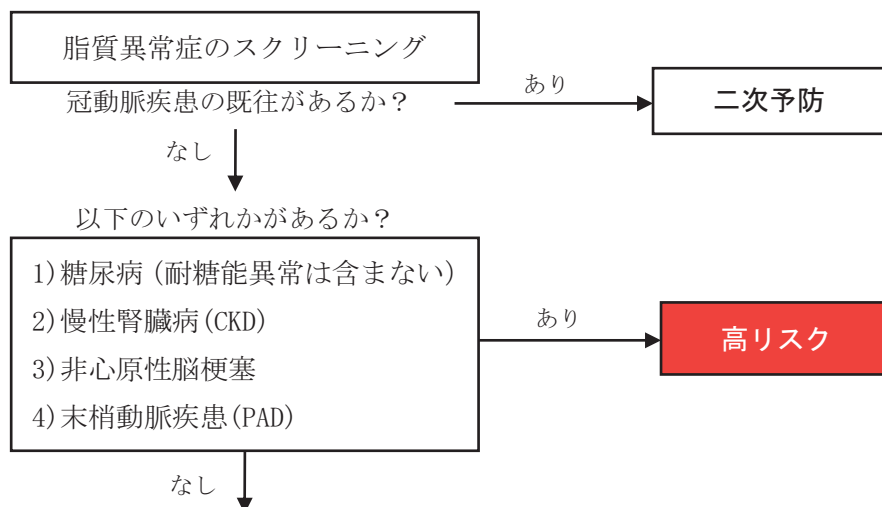 脂質異常症のスクリーニング
冠動脈疾患の既往があるか？
あり
二次予防
なし
以下のいずれかがあるか？
1)糖尿病（耐糖能異常は含まない）
2)慢性腎臓病(CKD)
3)非心原性脳梗塞
4)末梢動脈疾患(PAD)
あり
高リスク
なし